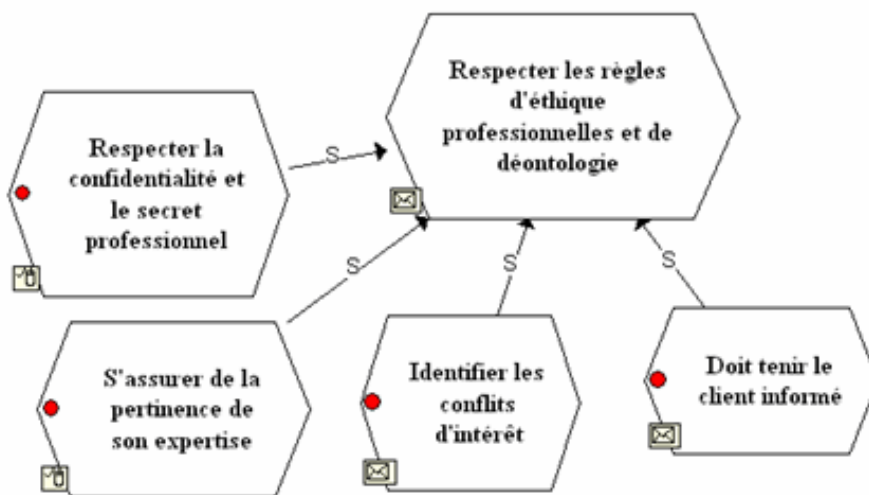 Respecter les règles
d'éthique
professionnelles et de
déontologie
Respecter la
confidentialité et
le secret
professionnel
S
S
S
S
S'assurer de la
pertinence de
son expertise
Identifier les
conflits
d'intérêt
Doit tenir le
client informé